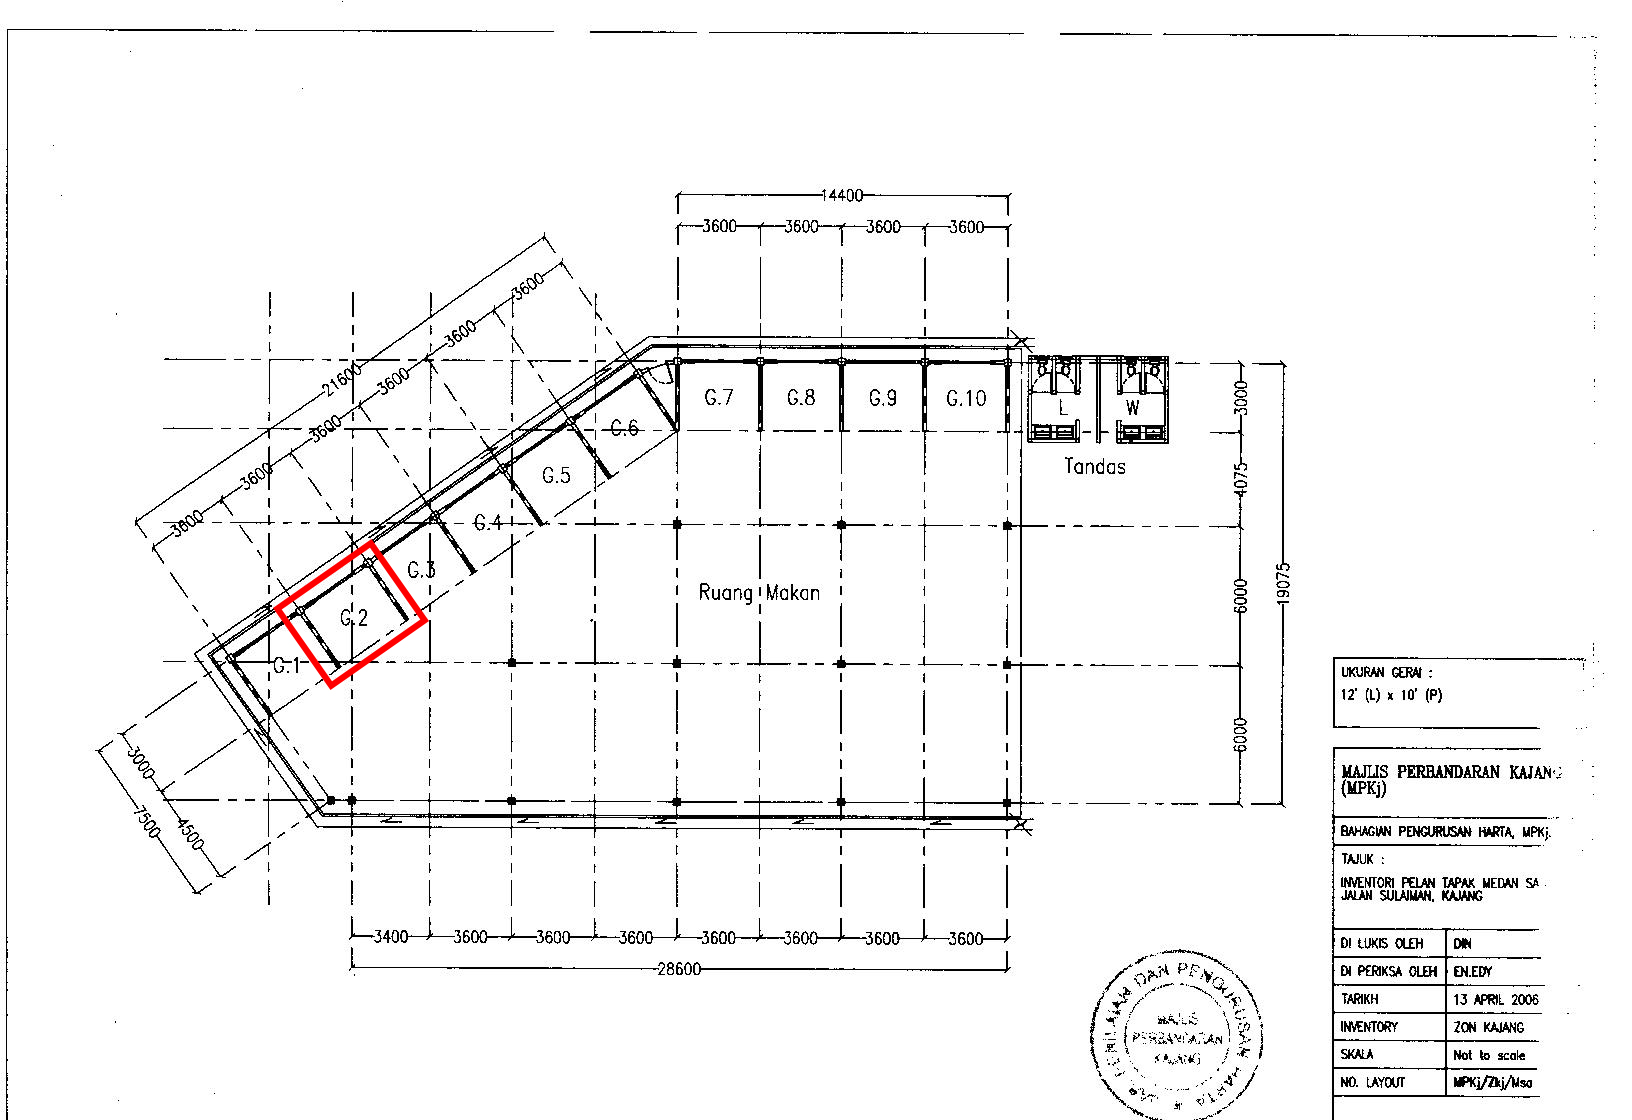 14400
3600 3600 3600 3600
3600
3600
3600
3600
3600
3600
21600
G.1
G.2
G.3
G.4
G.5
G.6
G.7
G.8
G.9
G.10
L
W
Tandas
Ruang Makan
3000
4075
6000
6000
19075
3000
4500
7500
3400 3600 3600 3600 3600 3600 3600 3600
28600
UKURAN GERAI :
12' (L) x 10' (P)
MAJLIS PERBANDARAN KAJANG
(MPKj)
BAHAGIAN PENGURUSAN HARTA, MPKj.
TAJUK :
INVENTORI PELAN TAPAK MEDAN SA
JALAN SULAIMAN, KAJANG
DI LUKIS OLEH DIN
DI PERIKSA OLEH EN.EDY
TARIKH 13 APRIL 2006
INVENTORY ZON KAJANG
SKALA Not to scale
NO. LAYOUT MPKj/Zkj/Msa
JAB. PENILAIAN DAN PENGURUSAN HARTA *
MAJLIS
PERBANDARAN
KAJANG